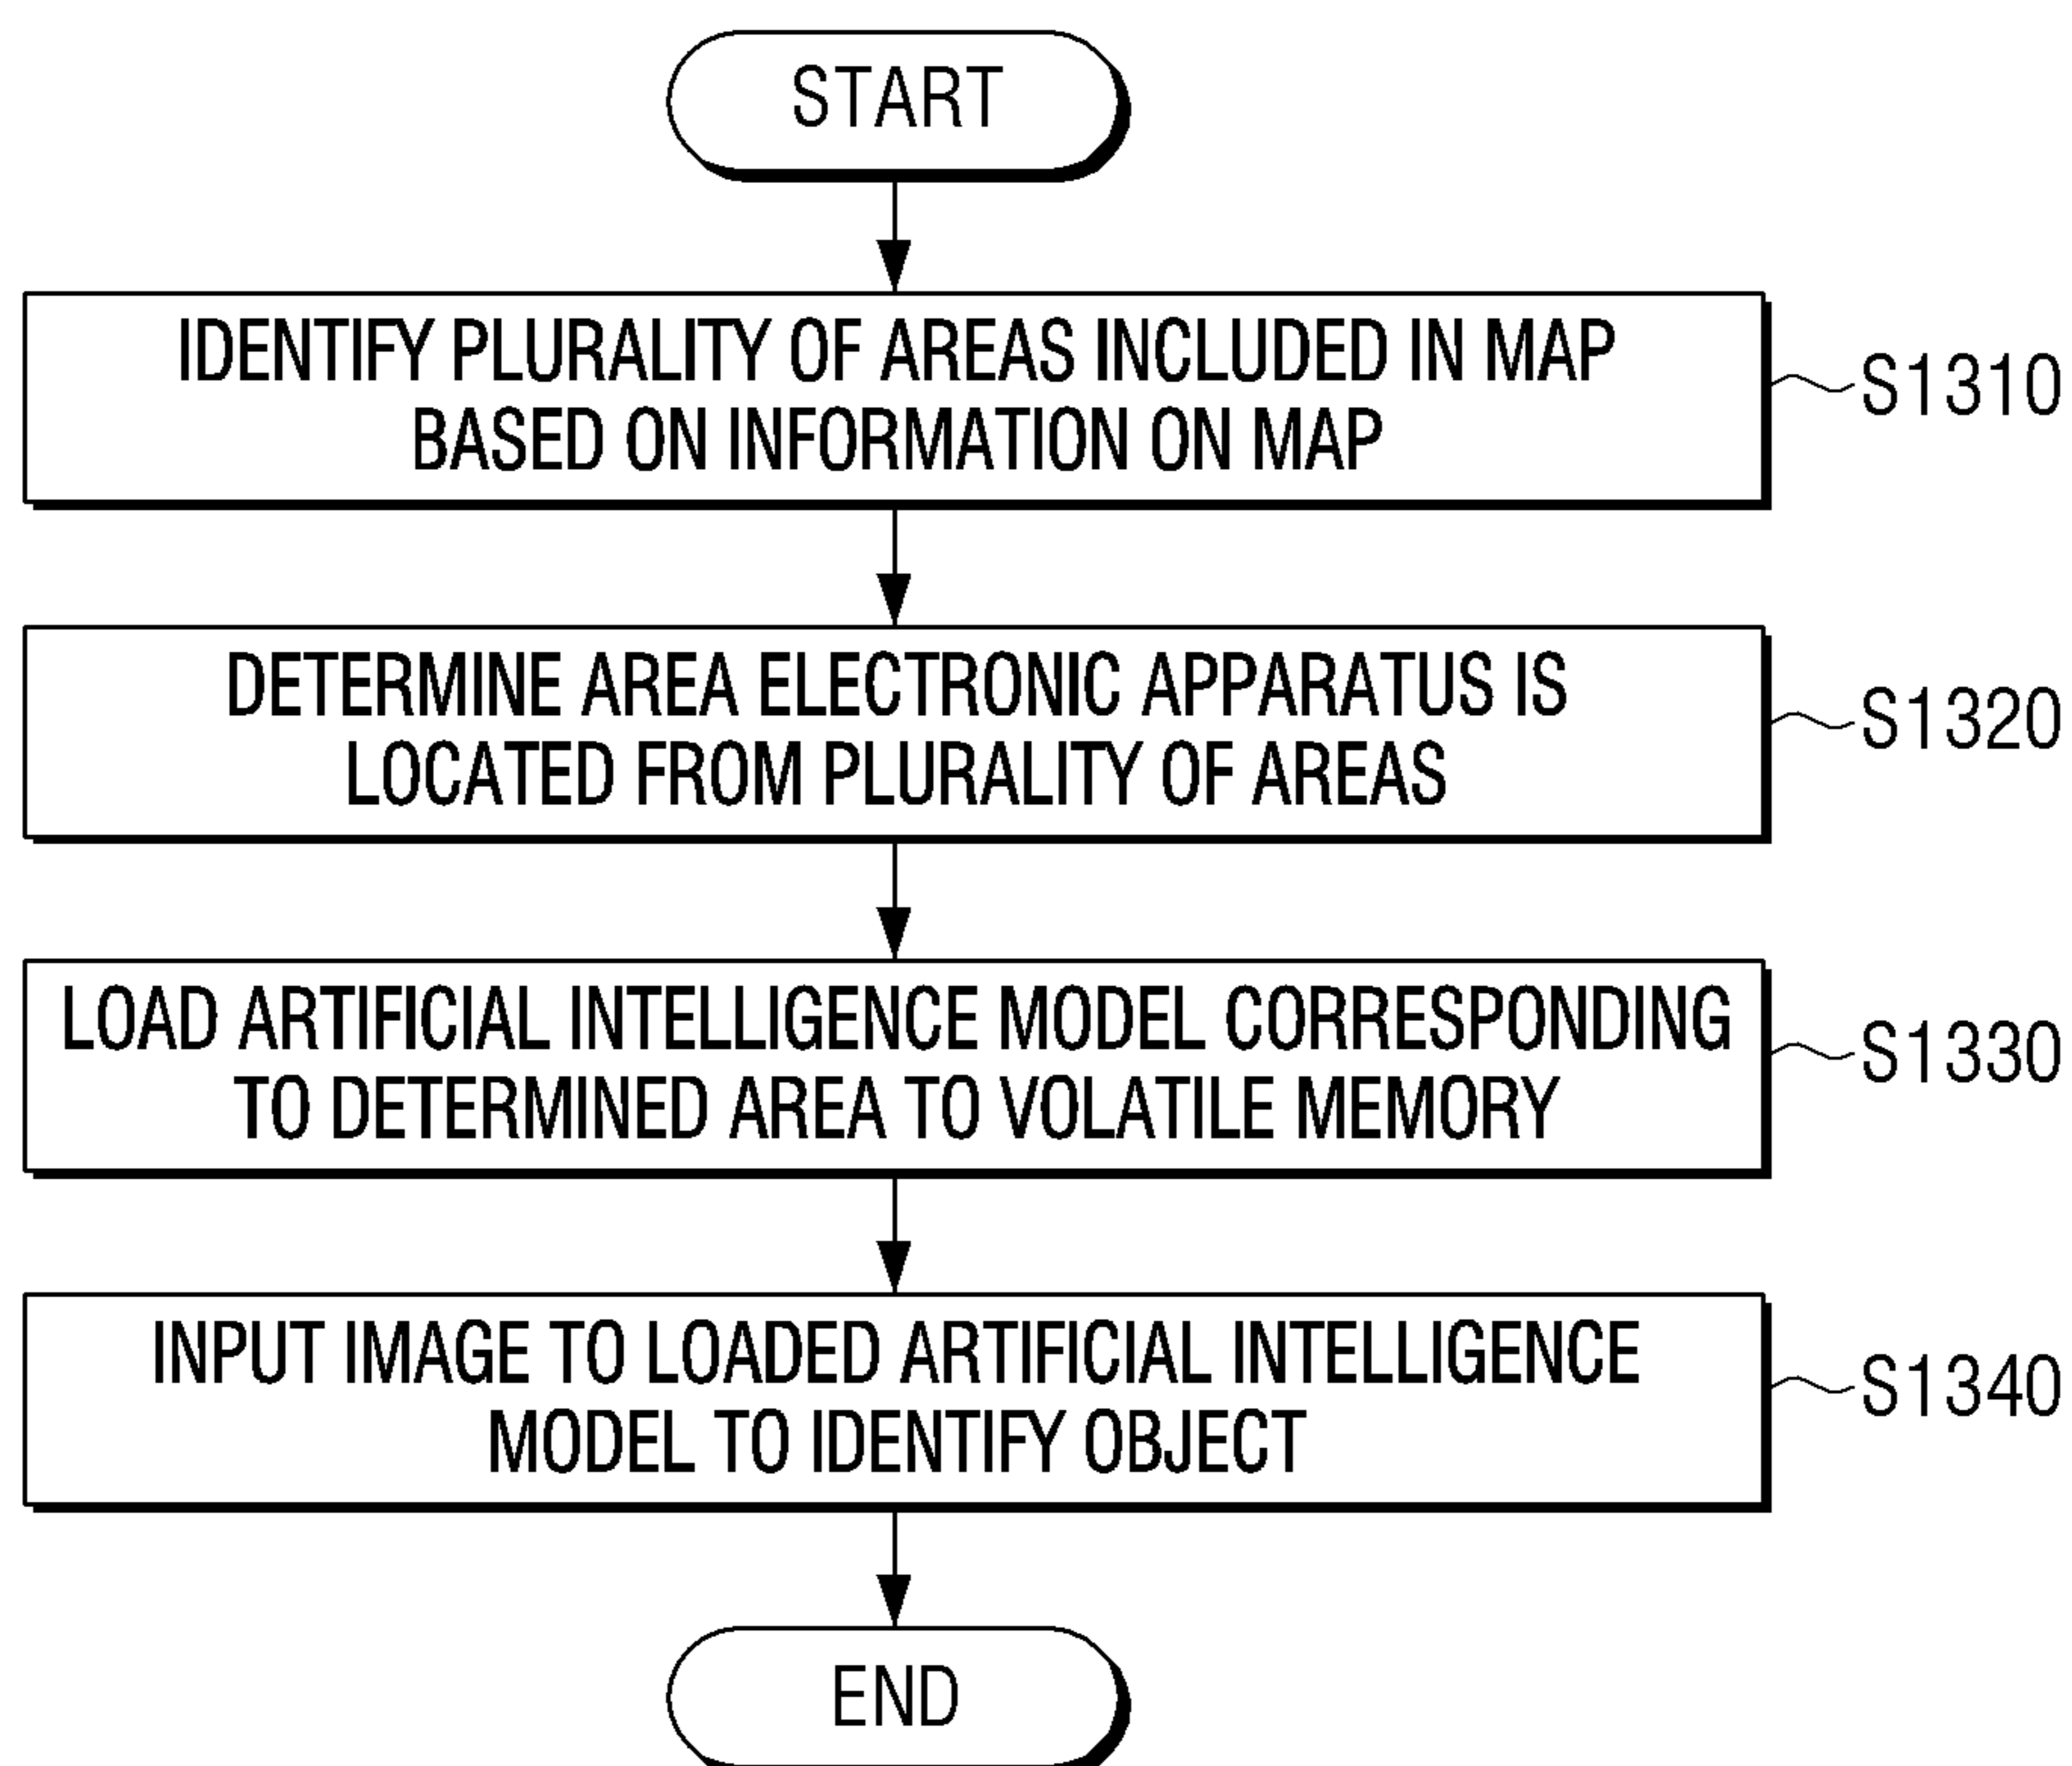 START
IDENTIFY PLURALITY OF AREAS INCLUDED IN MAP
BASED ON INFORMATION ON MAP
S1310
DETERMINE AREA ELECTRONIC APPARATUS IS
LOCATED FROM PLURALITY OF AREAS
S1320
LOAD ARTIFICIAL INTELLIGENCE MODEL CORRESPONDING
TO DETERMINED AREA TO VOLATILE MEMORY
S1330
INPUT IMAGE TO LOADED ARTIFICIAL INTELLIGENCE
MODEL TO IDENTIFY OBJECT
S1340
END